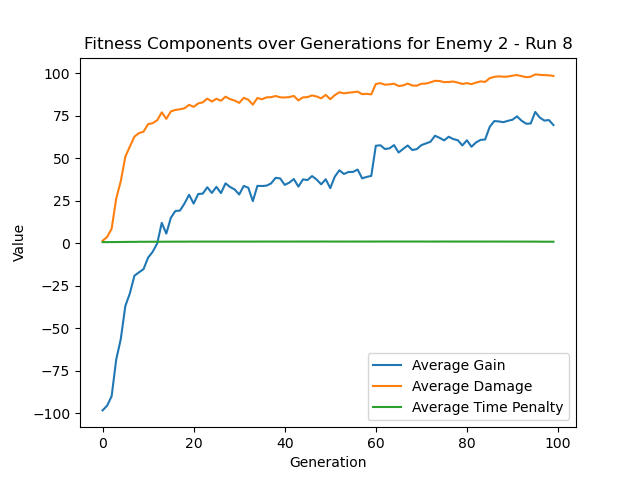 Fitness Components over Generations for Enemy 2 - Run 8
100
75
50
25
0
−25
−50
−75
−100
Value
0 20 40 60 80 100
Generation
Average Gain
Average Damage
Average Time Penalty